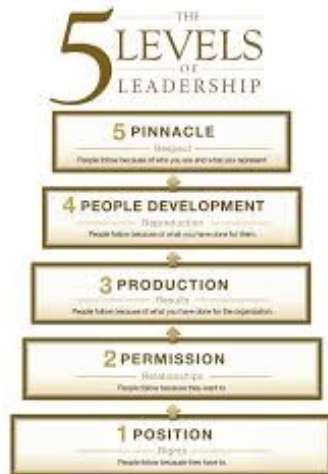 THE
5 LEVELS
OF
LEADERSHIP
5 PINNACLE
Respect
People follow because of who you are and what you represent.
4 PEOPLE DEVELOPMENT
Reproduction
People follow because of what you have done for them.
3 PRODUCTION
Results
People follow because of what you have done for the organization.
2 PERMISSION
Relationships
People follow because they want to.
1 POSITION
Rights
People follow because they have to.